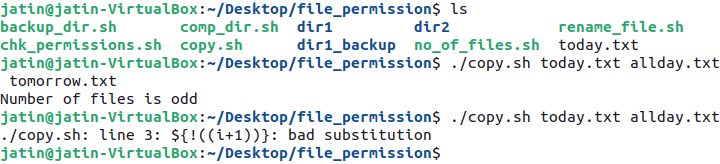 jatin@jatin-VirtualBox:~/Desktop/file_permission$ ls
backup_dir.sh       comp_dir.sh  dir1         dir2            rename_file.sh
chk_permissions.sh  copy.sh      dir1_backup  no_of_files.sh  today.txt
jatin@jatin-VirtualBox:~/Desktop/file_permission$ ./copy.sh today.txt allday.txt
 tomorrow.txt
Number of files is odd
jatin@jatin-VirtualBox:~/Desktop/file_permission$ ./copy.sh today.txt allday.txt
./copy.sh: line 3: ${!((i+1))}: bad substitution
jatin@jatin-VirtualBox:~/Desktop/file_permission$